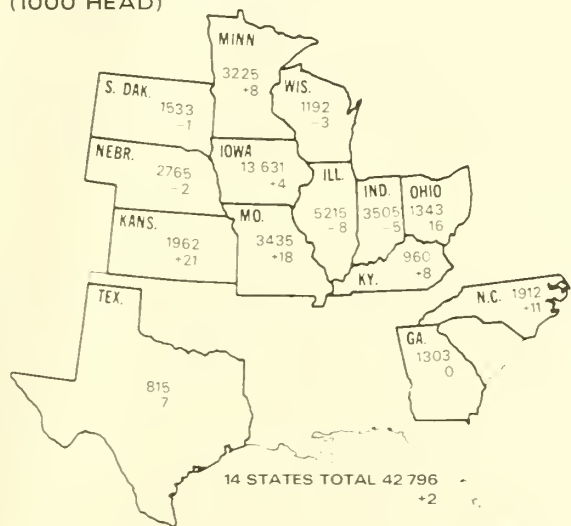 (1000 HEAD)
MINN
3225
+8
S. DAK.
1533
-1
WIS.
1192
-3
NEBR.
2765
-2
IOWA
13 631
+4
ILL.
5215
-8
IND.
3505
-5
OHIO
1343
16
KANS.
1962
+21
MO.
3435
+18
KY.
960
+8
N.C. 1912
+11
TEX.
815
7
GA.
1303
0
14 STATES TOTAL 42 796
+2